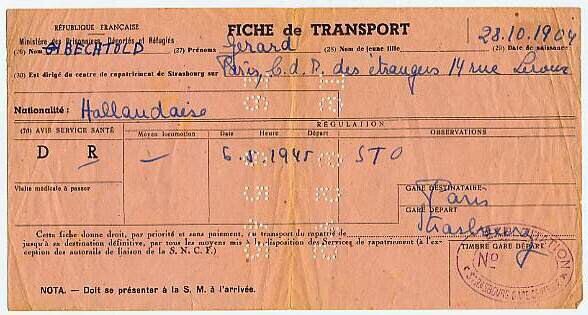 RÉPUBLIQUE FRANÇAISE
Ministère des Prisonniers, Déportés et Réfugiés
FICHE de TRANSPORT
28.10.1904
(26) Nom BECHTOLD (27) Prénoms Gérard (28) Nom de jeune fille (29) Date de naissance
(30) Est dirigé du centre de rapatriement de Strasbourg sur Paris, C.d.R. des étrangers 14 rue Leroux
Nationalité: Hollandaise
RÉGULATION
(70) AVIS SERVICE SANTÉ Moyen locomotion Date Heure Départ OBSERVATIONS
D R — 6.5.1945 STO
Visite médicale à passer
GARE DESTINATAIRE
Paris
GARE DÉPART
Strasbourg
TIMBRE GARE DÉPART
Cette fiche donne droit, par priorité et sans paiement, au transport du rapatrié de
jusqu'à sa destination définitive, par tous les moyens mis à la disposition des Services de rapatriement (à l'ex-
ception des autorails de liaison de la S. N. C. F.)
No
NOTA. — Doit se présenter à la S. M. à l'arrivée.